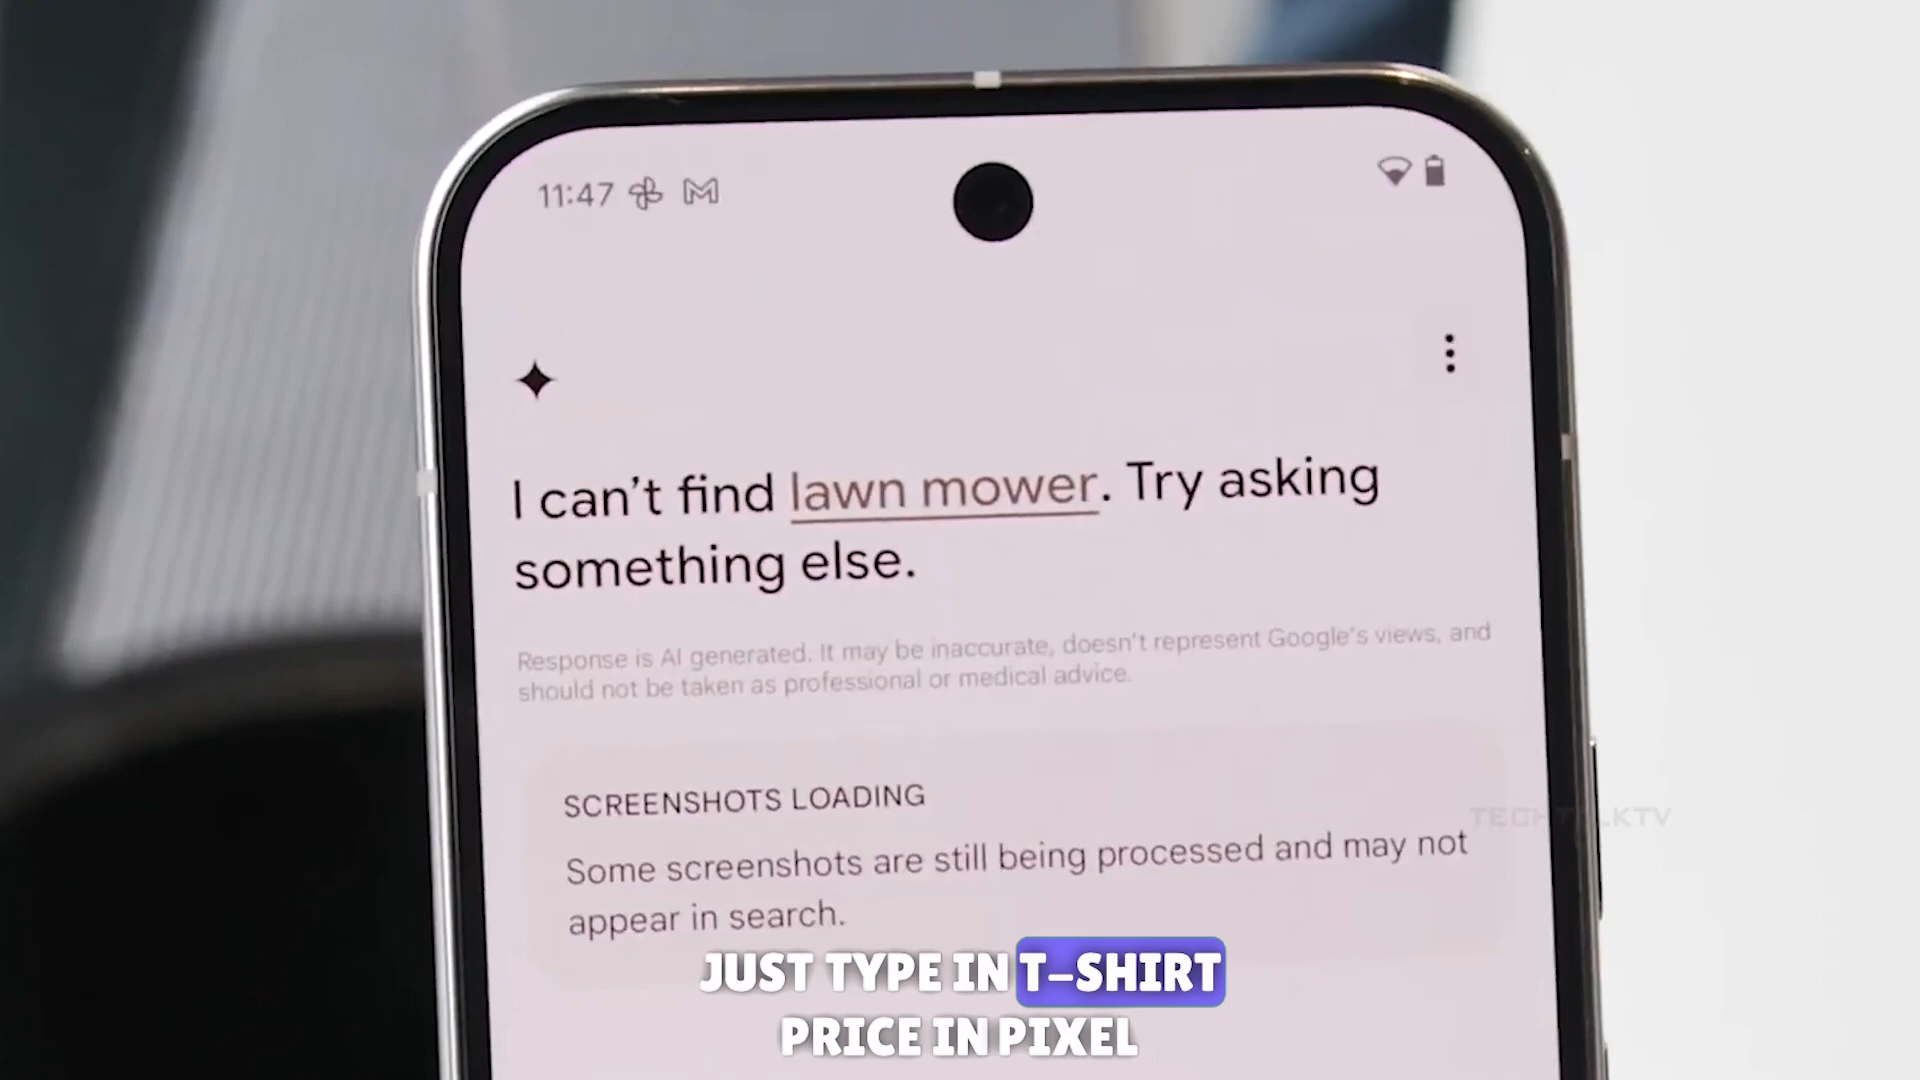 11:47
I can't find lawn mower. Try asking
something else.
Response is AI generated. It may be inaccurate, doesn't represent Google's views, and
should not be taken as professional or medical advice.
SCREENSHOTS LOADING
Some screenshots are still being processed and may not
appear in search.
TECHTALKTV
JUST TYPE IN T-SHIRT
PRICE IN PIXEL